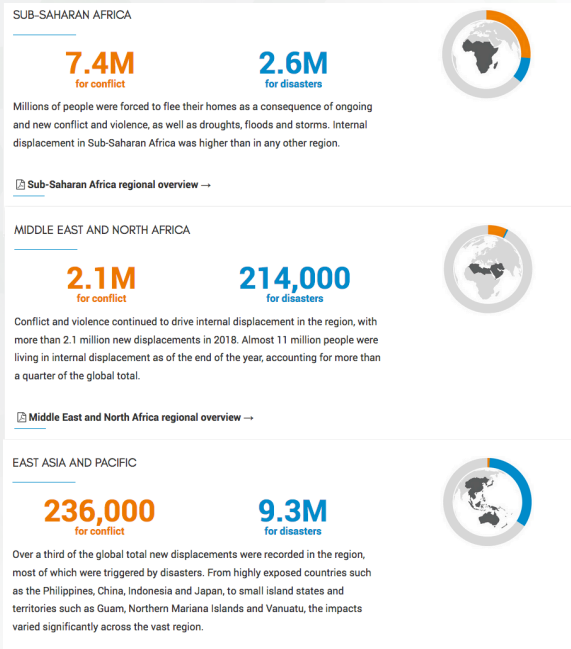 SUB-SAHARAN AFRICA
7.4M 2.6M
for conflict for disasters
Millions of people were forced to flee their homes as a consequence of ongoing
and new conflict and violence, as well as droughts, floods and storms. Internal
displacement in Sub-Saharan Africa was higher than in any other region.
Sub-Saharan Africa regional overview →
MIDDLE EAST AND NORTH AFRICA
2.1M 214,000
for conflict for disasters
Conflict and violence continued to drive internal displacement in the region, with
more than 2.1 million new displacements in 2018. Almost 11 million people were
living in internal displacement as of the end of the year, accounting for more than
a quarter of the global total.
Middle East and North Africa regional overview →
EAST ASIA AND PACIFIC
236,000 9.3M
for conflict for disasters
Over a third of the global total new displacements were recorded in the region,
most of which were triggered by disasters. From highly exposed countries such
as the Philippines, China, Indonesia and Japan, to small island states and
territories such as Guam, Northern Mariana Islands and Vanuatu, the impacts
varied significantly across the vast region.